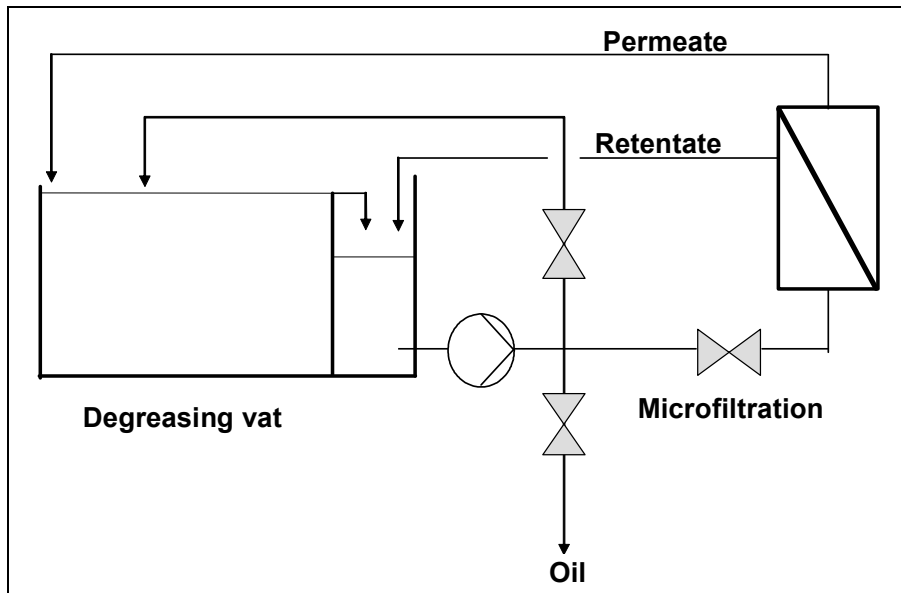 Permeate
Retentate
Degreasing vat
Microfiltration
Oil